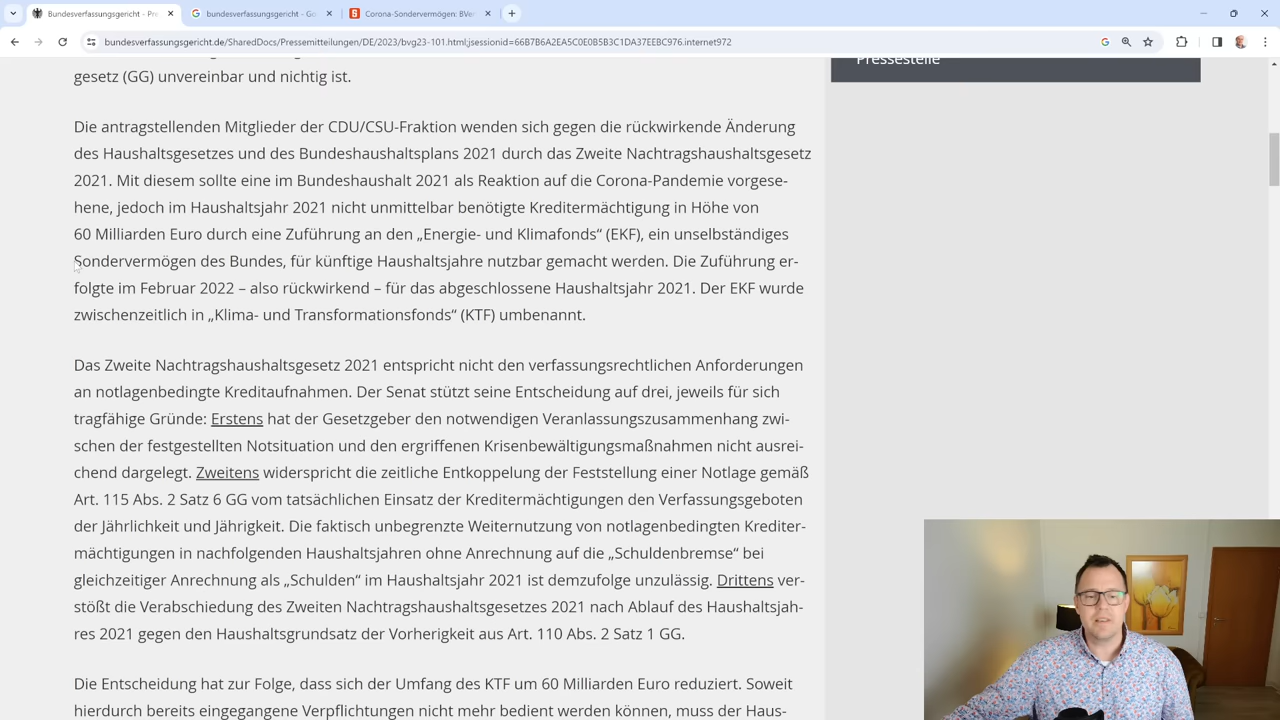 Bundesverfassungsgericht - Pre
bundesverfassungsgericht - Go
Corona-Sondervermögen: BVer
bundesverfassungsgericht.de/SharedDocs/Pressemitteilungen/DE/2023/bvg23-101.html;jsessionid=66B7B6A2EA5C0E0B5B3C1DA37EEBC976.internet972
gesetz (GG) unvereinbar und nichtig ist.
Pressestelle
Die antragstellenden Mitglieder der CDU/CSU-Fraktion wenden sich gegen die rückwirkende Änderung
des Haushaltsgesetzes und des Bundeshaushaltsplans 2021 durch das Zweite Nachtragshaushaltsgesetz
2021. Mit diesem sollte eine im Bundeshaushalt 2021 als Reaktion auf die Corona-Pandemie vorgese-
hene, jedoch im Haushaltsjahr 2021 nicht unmittelbar benötigte Kreditermächtigung in Höhe von
60 Milliarden Euro durch eine Zuführung an den „Energie- und Klimafonds“ (EKF), ein unselbständiges
Sondervermögen des Bundes, für künftige Haushaltsjahre nutzbar gemacht werden. Die Zuführung er-
folgte im Februar 2022 – also rückwirkend – für das abgeschlossene Haushaltsjahr 2021. Der EKF wurde
zwischenzeitlich in „Klima- und Transformationsfonds“ (KTF) umbenannt.
Das Zweite Nachtragshaushaltsgesetz 2021 entspricht nicht den verfassungsrechtlichen Anforderungen
an notlagenbedingte Kreditaufnahmen. Der Senat stützt seine Entscheidung auf drei, jeweils für sich
tragfähige Gründe: Erstens hat der Gesetzgeber den notwendigen Veranlassungszusammenhang zwi-
schen der festgestellten Notsituation und den ergriffenen Krisenbewältigungsmaßnahmen nicht ausrei-
chend dargelegt. Zweitens widerspricht die zeitliche Entkoppelung der Feststellung einer Notlage gemäß
Art. 115 Abs. 2 Satz 6 GG vom tatsächlichen Einsatz der Kreditermächtigungen den Verfassungsgeboten
der Jährlichkeit und Jährigkeit. Die faktisch unbegrenzte Weiternutzung von notlagenbedingten Krediter-
mächtigungen in nachfolgenden Haushaltsjahren ohne Anrechnung auf die „Schuldenbremse“ bei
gleichzeitiger Anrechnung als „Schulden“ im Haushaltsjahr 2021 ist demzufolge unzulässig. Drittens ver-
stößt die Verabschiedung des Zweiten Nachtragshaushaltsgesetzes 2021 nach Ablauf des Haushaltsjah-
res 2021 gegen den Haushaltsgrundsatz der Vorherigkeit aus Art. 110 Abs. 2 Satz 1 GG.
Die Entscheidung hat zur Folge, dass sich der Umfang des KTF um 60 Milliarden Euro reduziert. Soweit
hierdurch bereits eingegangene Verpflichtungen nicht mehr bedient werden können, muss der Haus-